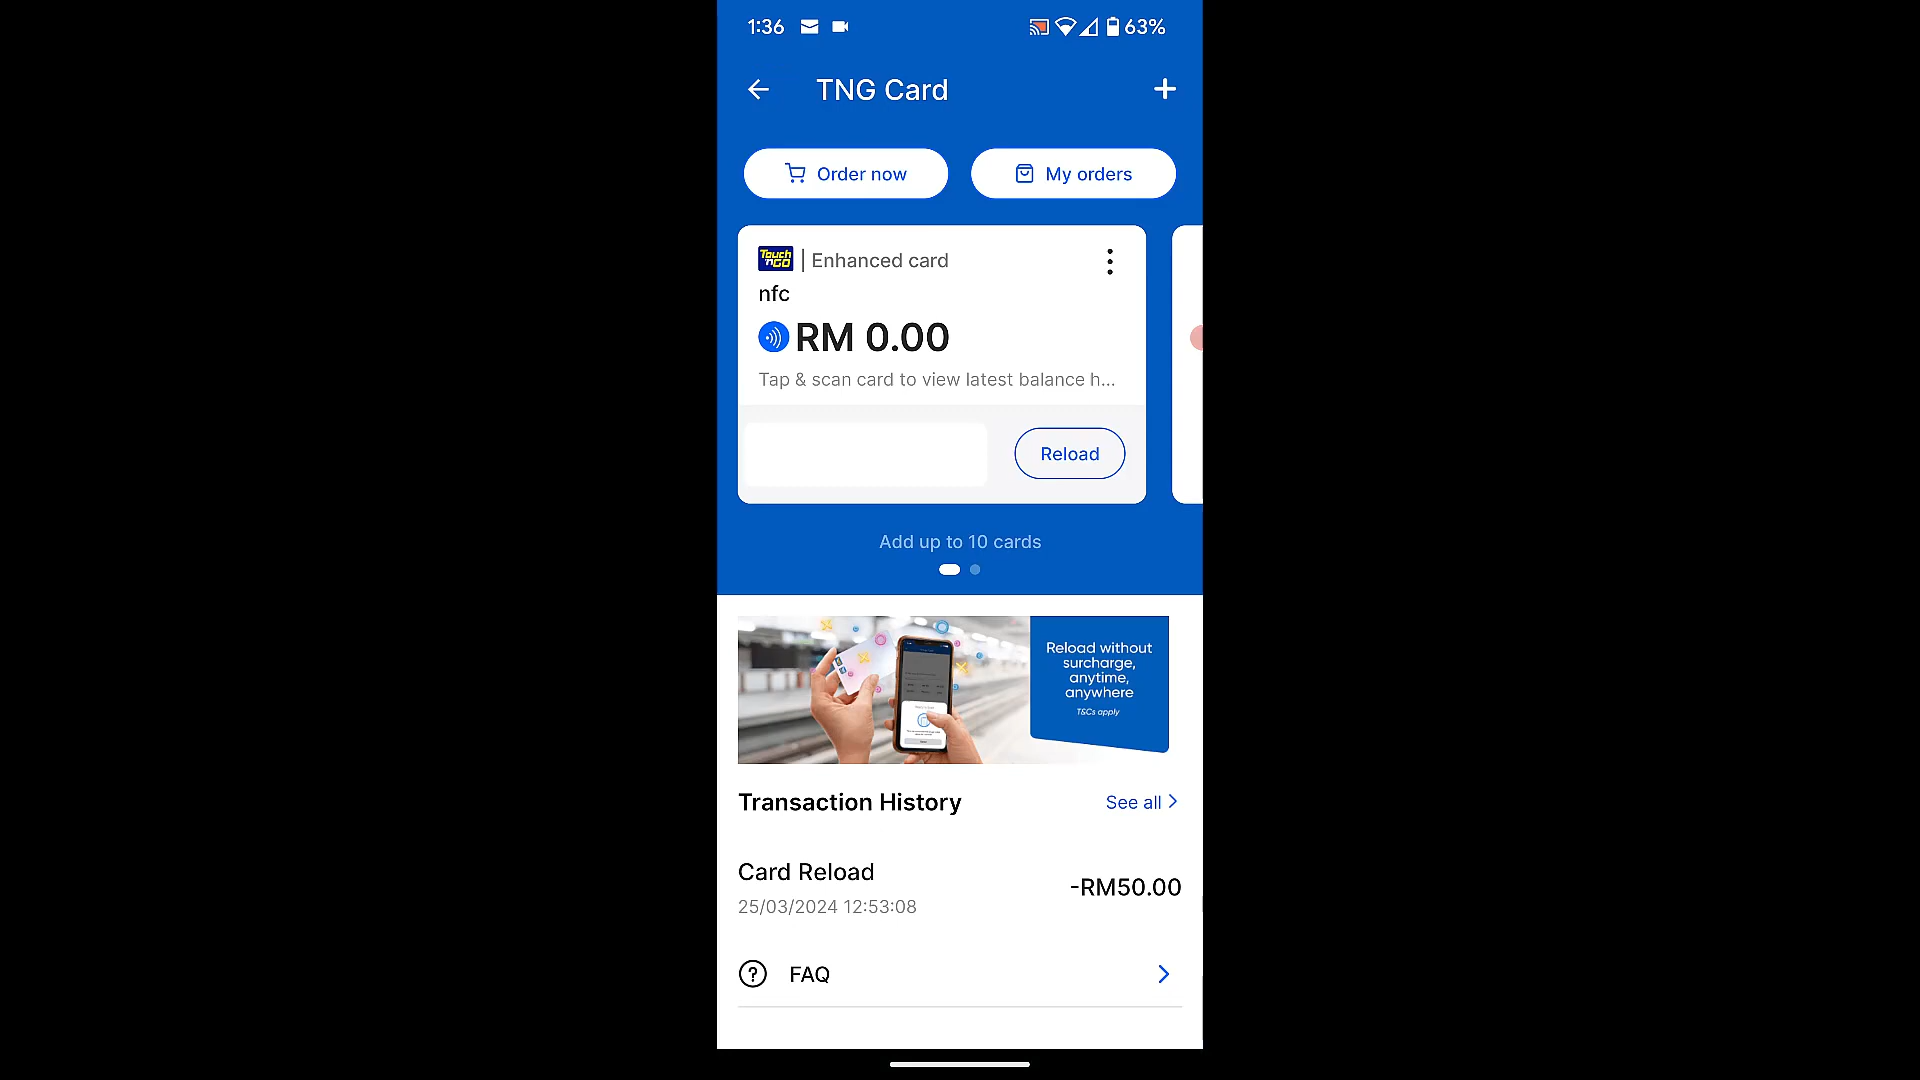 1:36 63%
TNG Card
Order now
My orders
Touch 'n GO | Enhanced card
nfc
RM 0.00
Tap & scan card to view latest balance h...
Reload
Add up to 10 cards
Reload without
surcharge,
anytime,
anywhere
T&Cs apply
Transaction History
See all
Card Reload
-RM50.00
25/03/2024 12:53:08
FAQ